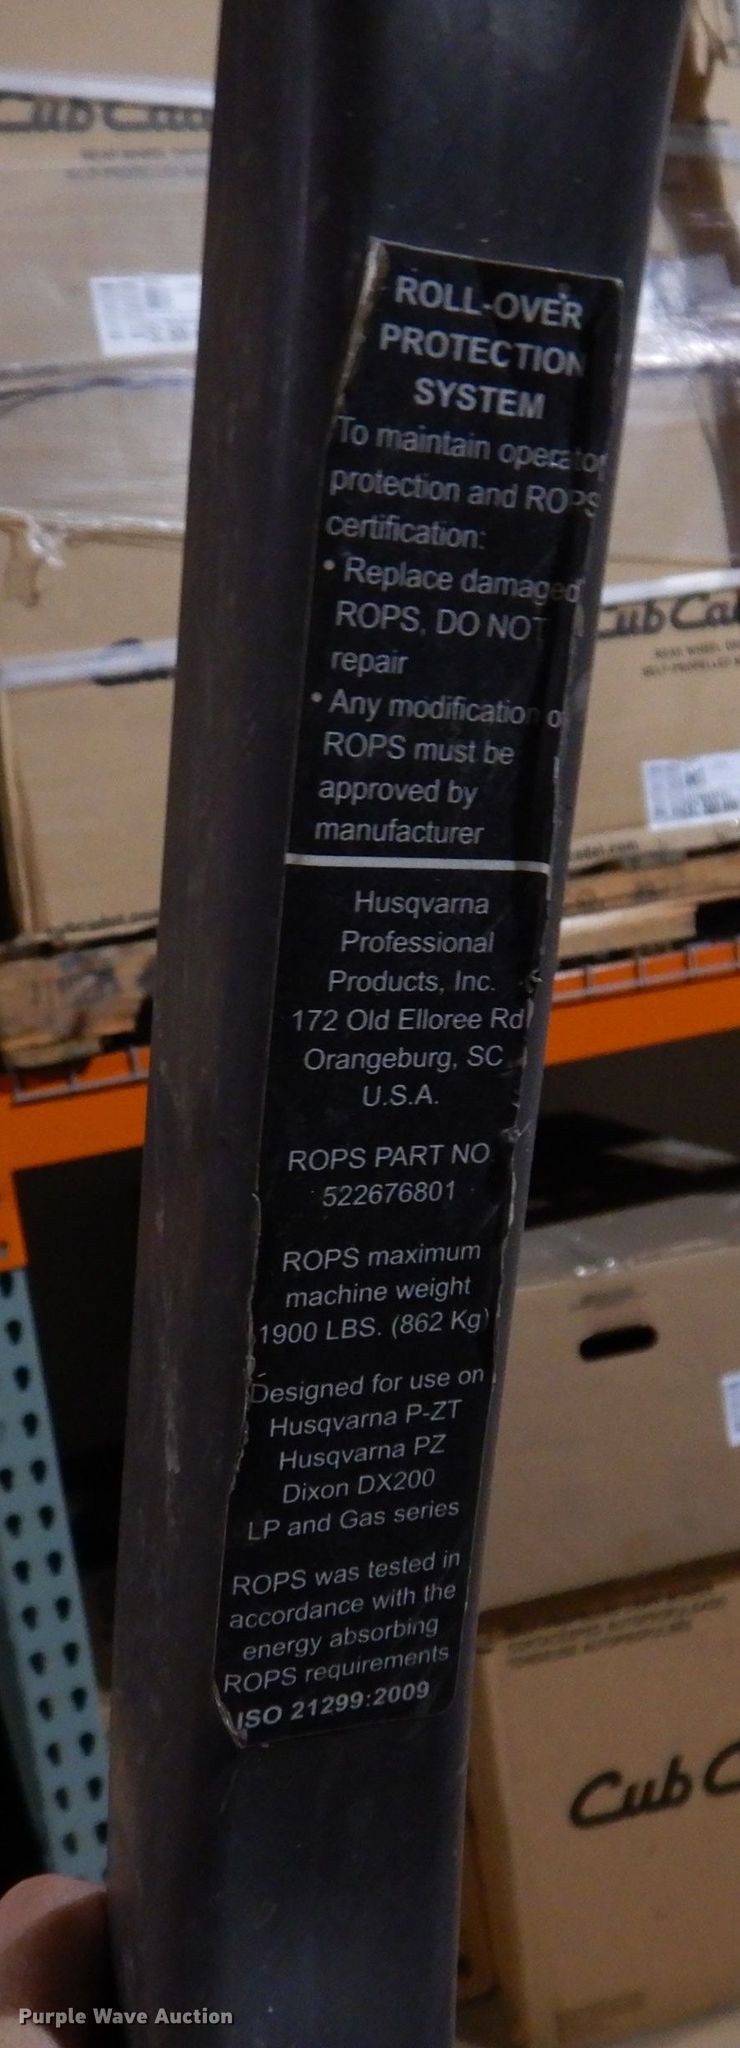 Cub Cad
ROLL-OVER
PROTECTION
SYSTEM
To maintain operator
protection and ROPS
certification:
• Replace damaged
ROPS, DO NOT
repair
• Any modification o
ROPS must be
approved by
manufacturer
Husqvarna
Professional
Products, Inc.
172 Old Elloree Rd
Orangeburg, SC
U.S.A.
ROPS PART NO
522676801
ROPS maximum
machine weight
1900 LBS. (862 Kg)
Designed for use on
Husqvarna P-ZT
Husqvarna PZ
Dixon DX200
LP and Gas series
ROPS was tested in
accordance with the
energy absorbing
ROPS requirements
ISO 21299:2009
Cub Cad
Cub C
Purple Wave Auction